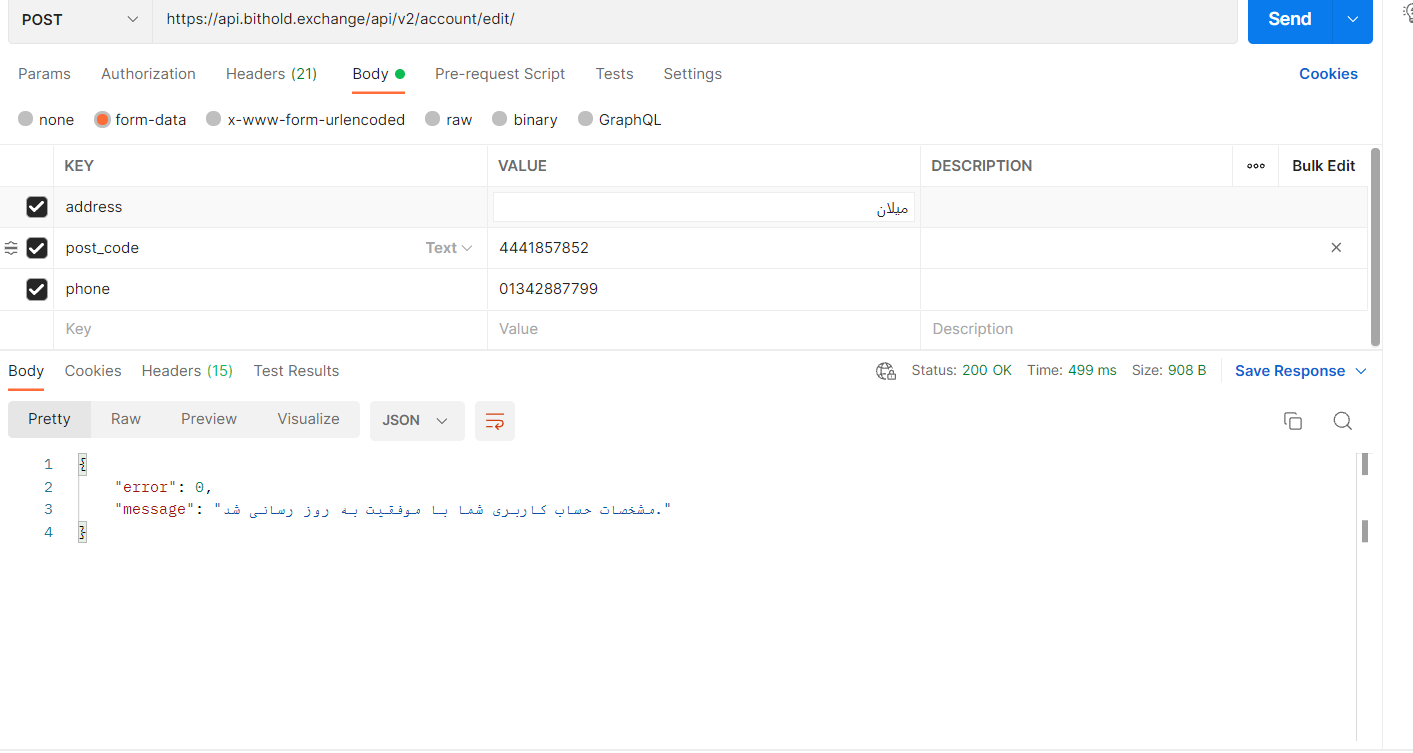 POST https://api.bithold.exchange/api/v2/account/edit/ Send
Params Authorization Headers (21) Body Pre-request Script Tests Settings Cookies
none form-data x-www-form-urlencoded raw binary GraphQL
KEY VALUE DESCRIPTION Bulk Edit
address میلان
post_code Text 4441857852
phone 01342887799
Key Value Description
Body Cookies Headers (15) Test Results Status: 200 OK Time: 499 ms Size: 908 B Save Response
Pretty Raw Preview Visualize JSON
1 {
2 "error": 0,
3 "message": "مشخصات حساب کاربری شما با موفقیت به روز رسانی شد."
4 }